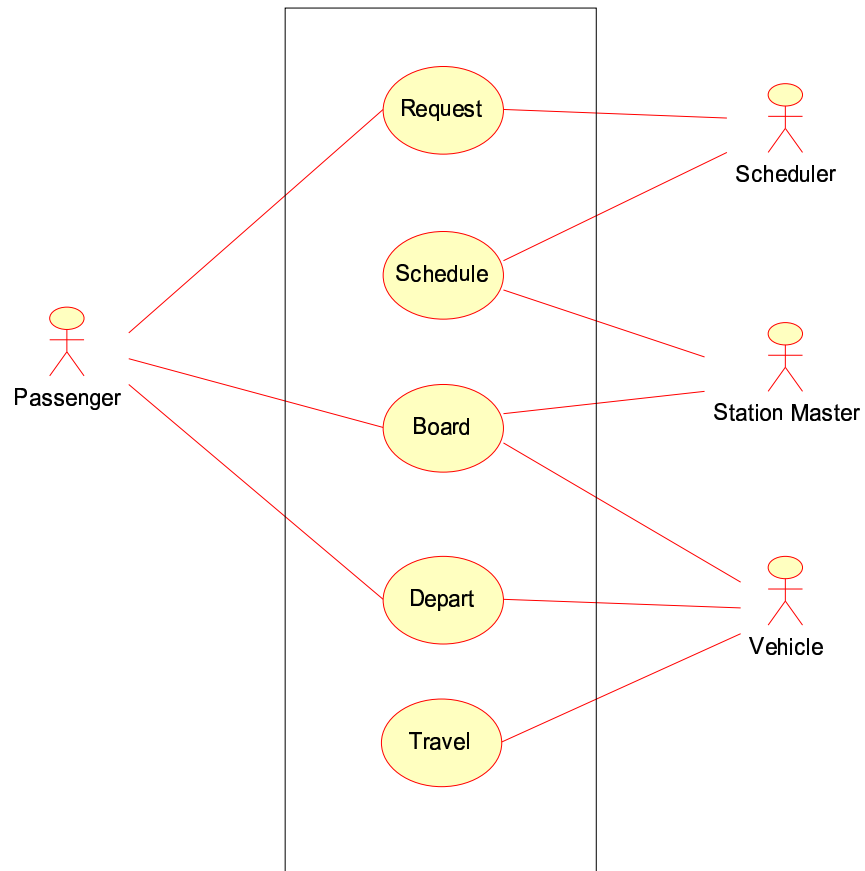 Request
Scheduler
Schedule
Passenger
Station Master
Board
Depart
Vehicle
Travel